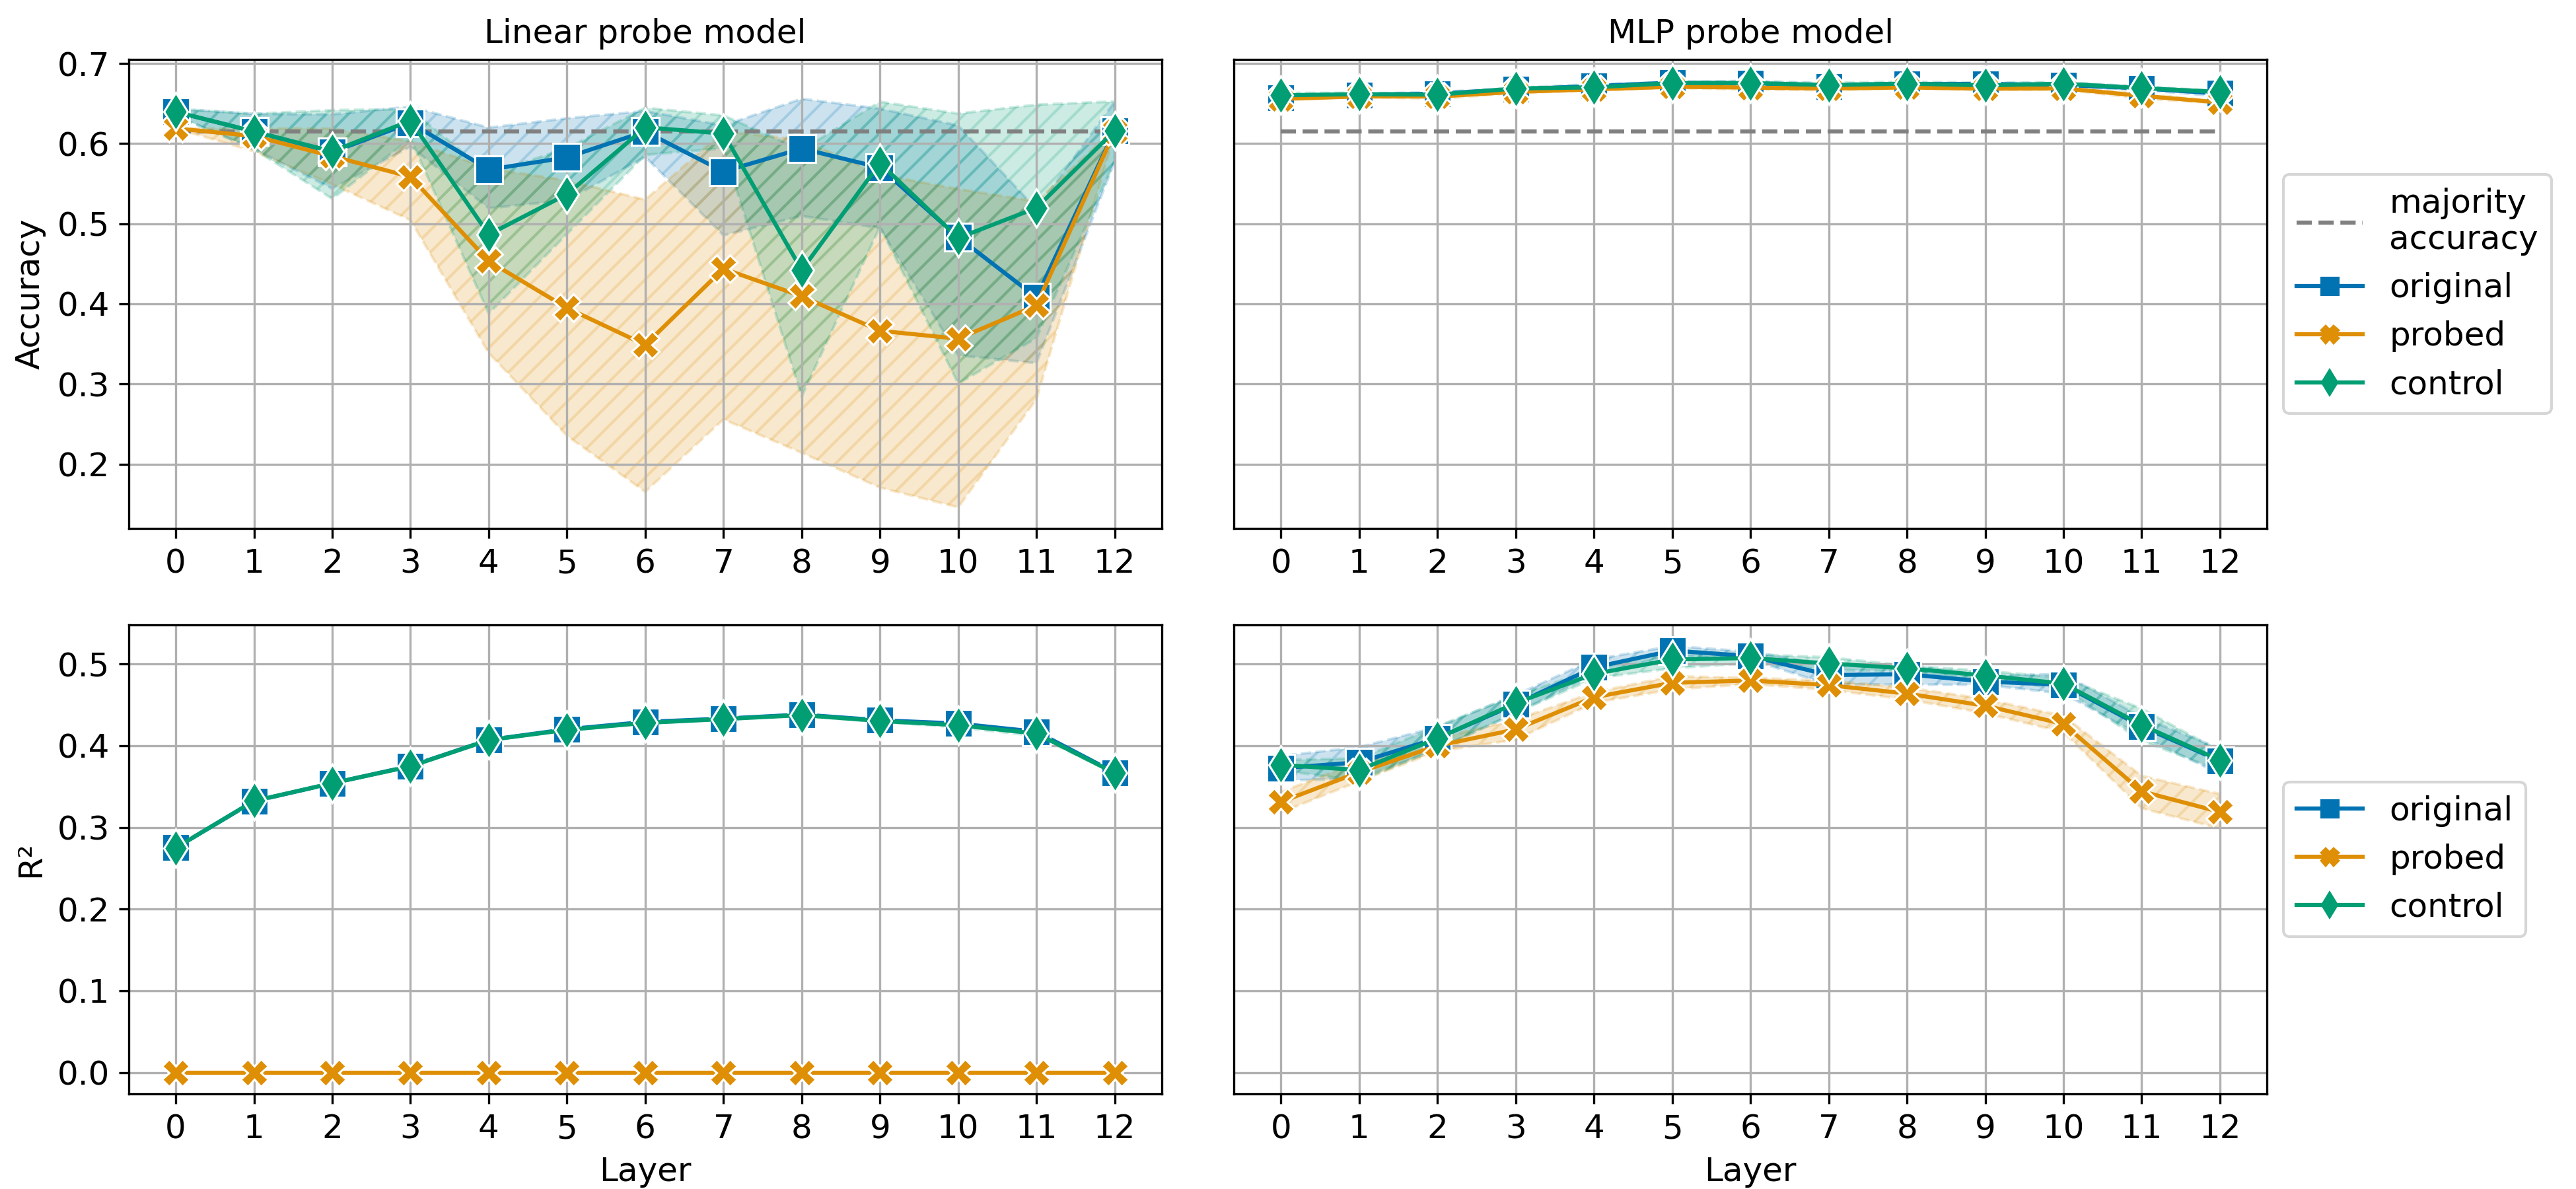 Linear probe model
MLP probe model
Accuracy
0.7
0.6
0.5
0.4
0.3
0.2
0 1 2 3 4 5 6 7 8 9 10 11 12
0 1 2 3 4 5 6 7 8 9 10 11 12
majority
accuracy
original
probed
control
R²
0.5
0.4
0.3
0.2
0.1
0.0
0 1 2 3 4 5 6 7 8 9 10 11 12
Layer
0 1 2 3 4 5 6 7 8 9 10 11 12
Layer
original
probed
control